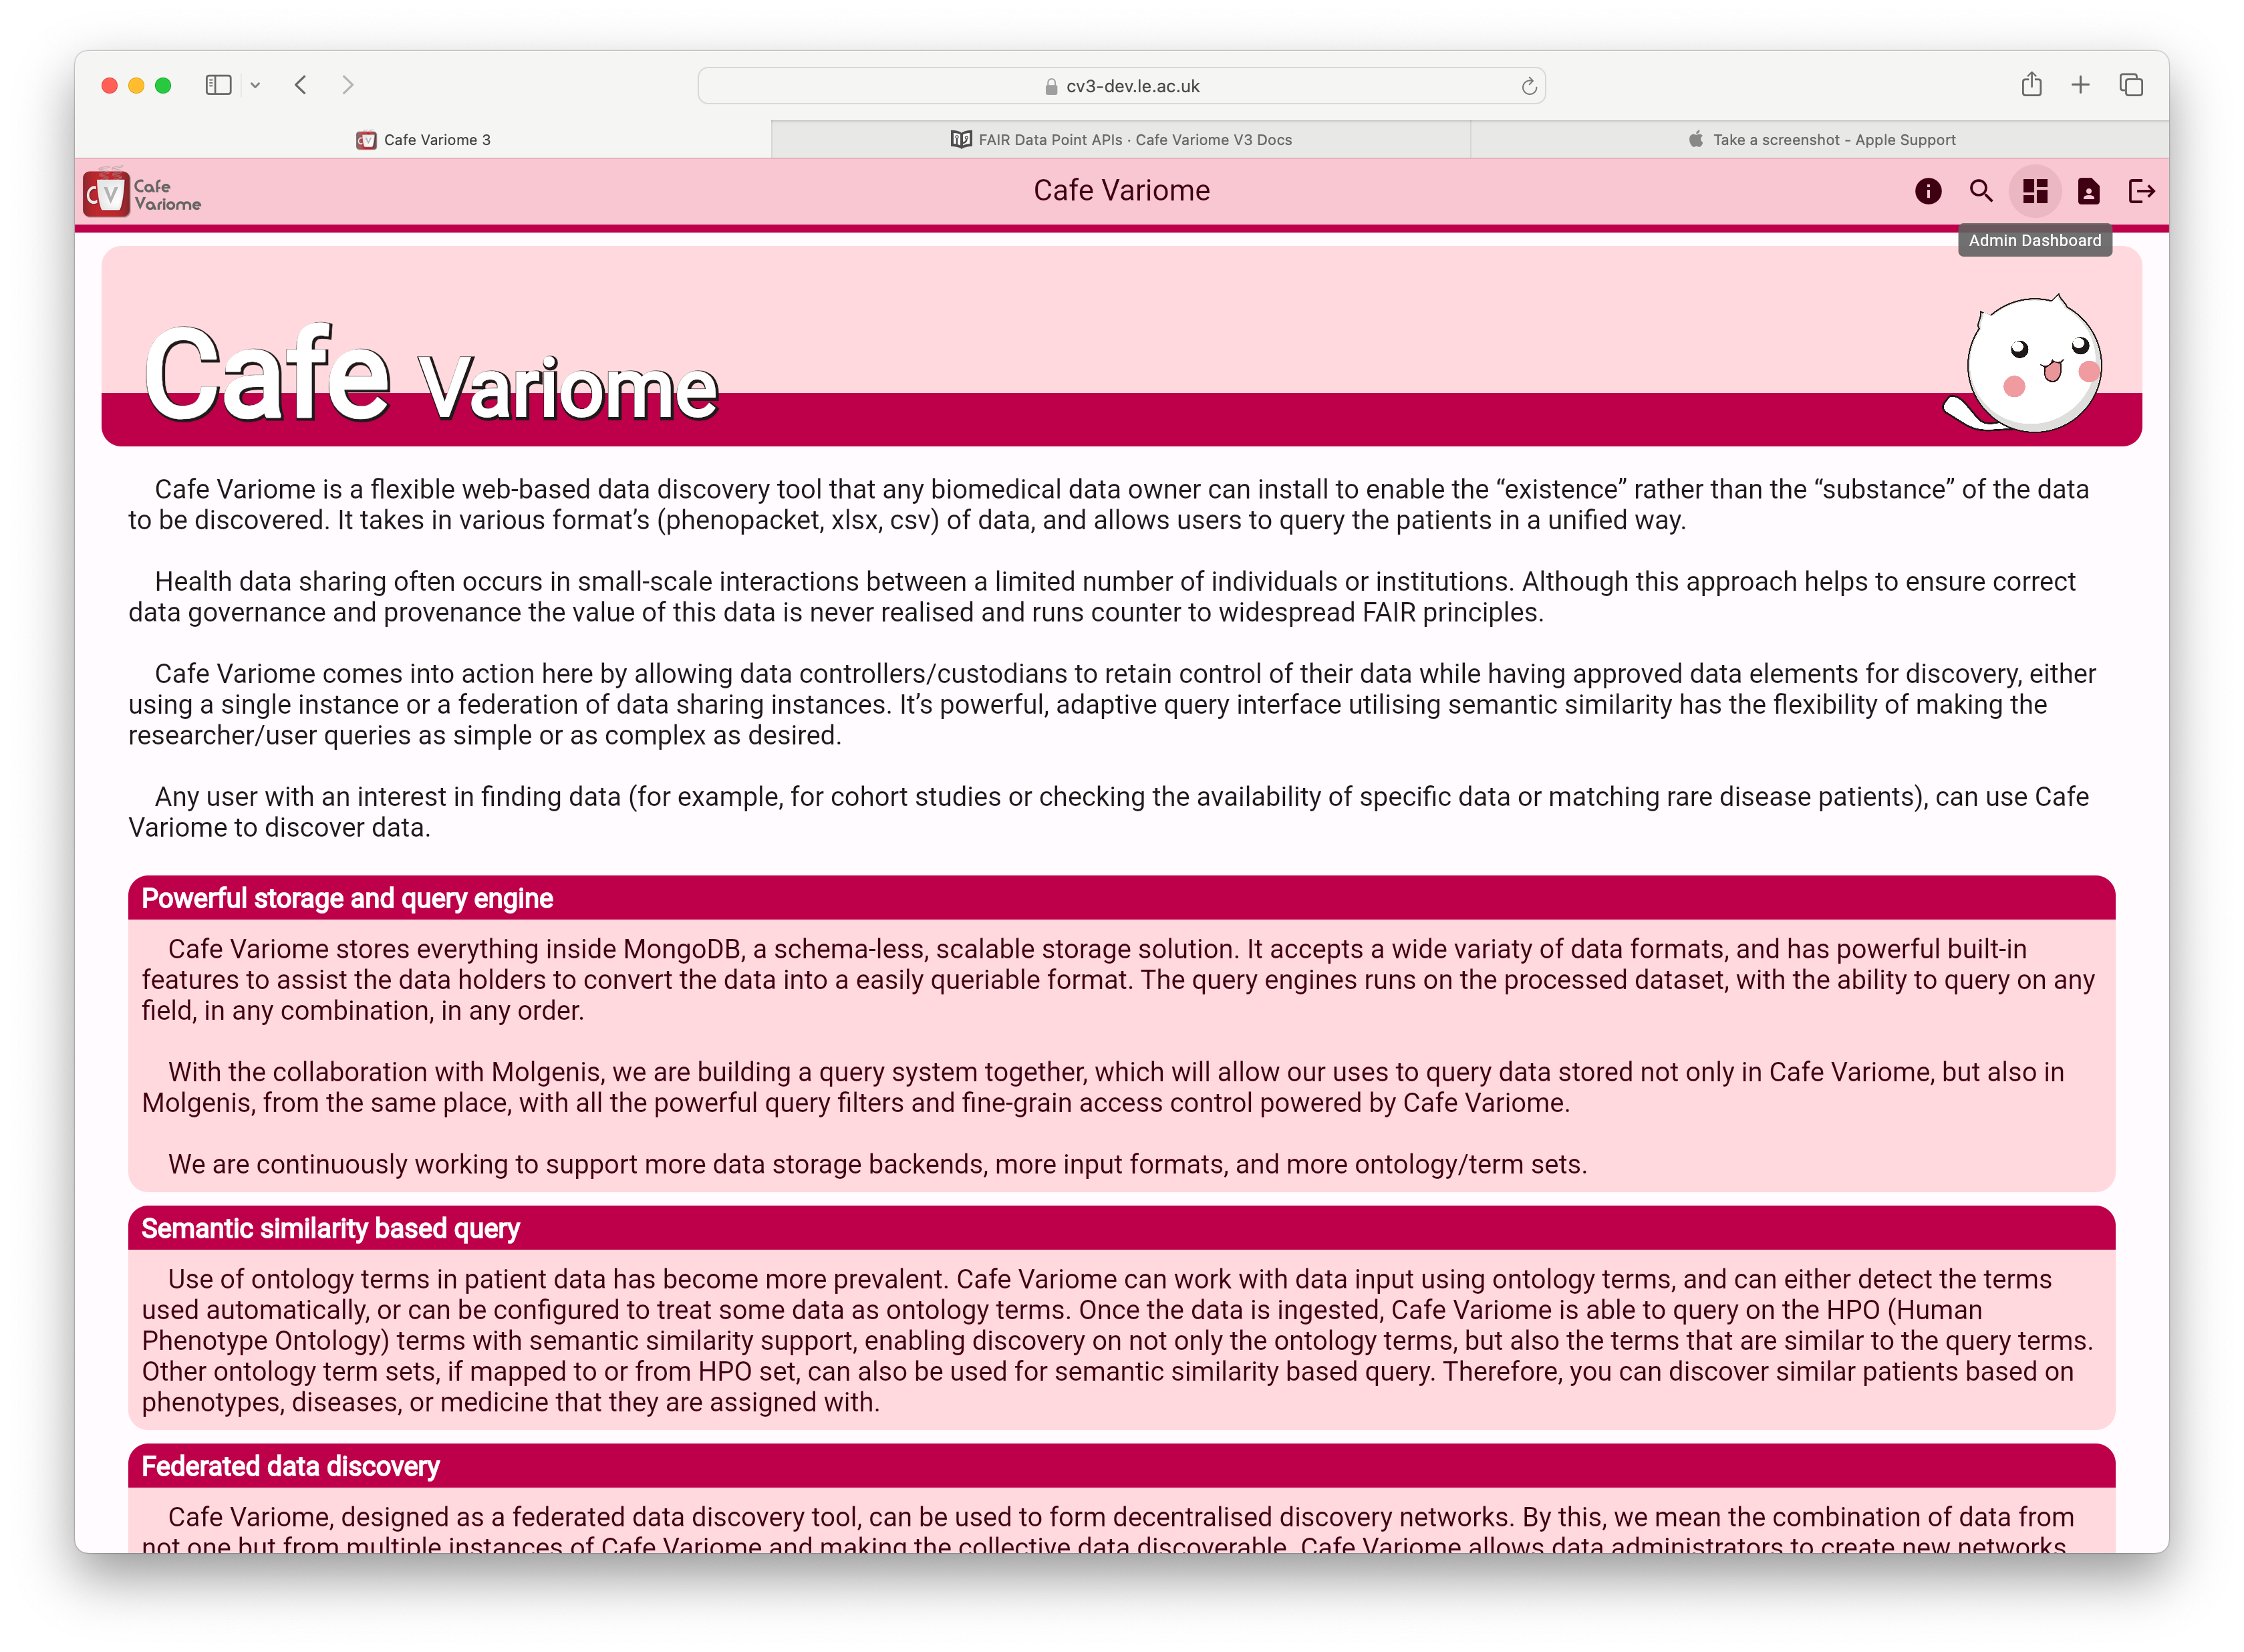 cv3-dev.le.ac.uk
Cafe Variome 3
FAIR Data Point APIs · Cafe Variome V3 Docs
Take a screenshot - Apple Support
CV
Cafe
Variome
Cafe Variome
Admin Dashboard
Cafe Variome
Cafe Variome is a flexible web-based data discovery tool that any biomedical data owner can install to enable the “existence” rather than the “substance” of the data
to be discovered. It takes in various format’s (phenopacket, xlsx, csv) of data, and allows users to query the patients in a unified way.
Health data sharing often occurs in small-scale interactions between a limited number of individuals or institutions. Although this approach helps to ensure correct
data governance and provenance the value of this data is never realised and runs counter to widespread FAIR principles.
Cafe Variome comes into action here by allowing data controllers/custodians to retain control of their data while having approved data elements for discovery, either
using a single instance or a federation of data sharing instances. It’s powerful, adaptive query interface utilising semantic similarity has the flexibility of making the
researcher/user queries as simple or as complex as desired.
Any user with an interest in finding data (for example, for cohort studies or checking the availability of specific data or matching rare disease patients), can use Cafe
Variome to discover data.
Powerful storage and query engine
Cafe Variome stores everything inside MongoDB, a schema-less, scalable storage solution. It accepts a wide variaty of data formats, and has powerful built-in
features to assist the data holders to convert the data into a easily queriable format. The query engines runs on the processed dataset, with the ability to query on any
field, in any combination, in any order.
With the collaboration with Molgenis, we are building a query system together, which will allow our uses to query data stored not only in Cafe Variome, but also in
Molgenis, from the same place, with all the powerful query filters and fine-grain access control powered by Cafe Variome.
We are continuously working to support more data storage backends, more input formats, and more ontology/term sets.
Semantic similarity based query
Use of ontology terms in patient data has become more prevalent. Cafe Variome can work with data input using ontology terms, and can either detect the terms
used automatically, or can be configured to treat some data as ontology terms. Once the data is ingested, Cafe Variome is able to query on the HPO (Human
Phenotype Ontology) terms with semantic similarity support, enabling discovery on not only the ontology terms, but also the terms that are similar to the query terms.
Other ontology term sets, if mapped to or from HPO set, can also be used for semantic similarity based query. Therefore, you can discover similar patients based on
phenotypes, diseases, or medicine that they are assigned with.
Federated data discovery
Cafe Variome, designed as a federated data discovery tool, can be used to form decentralised discovery networks. By this, we mean the combination of data from
not one but from multiple instances of Cafe Variome and making the collective data discoverable. Cafe Variome allows data administrators to create new networks